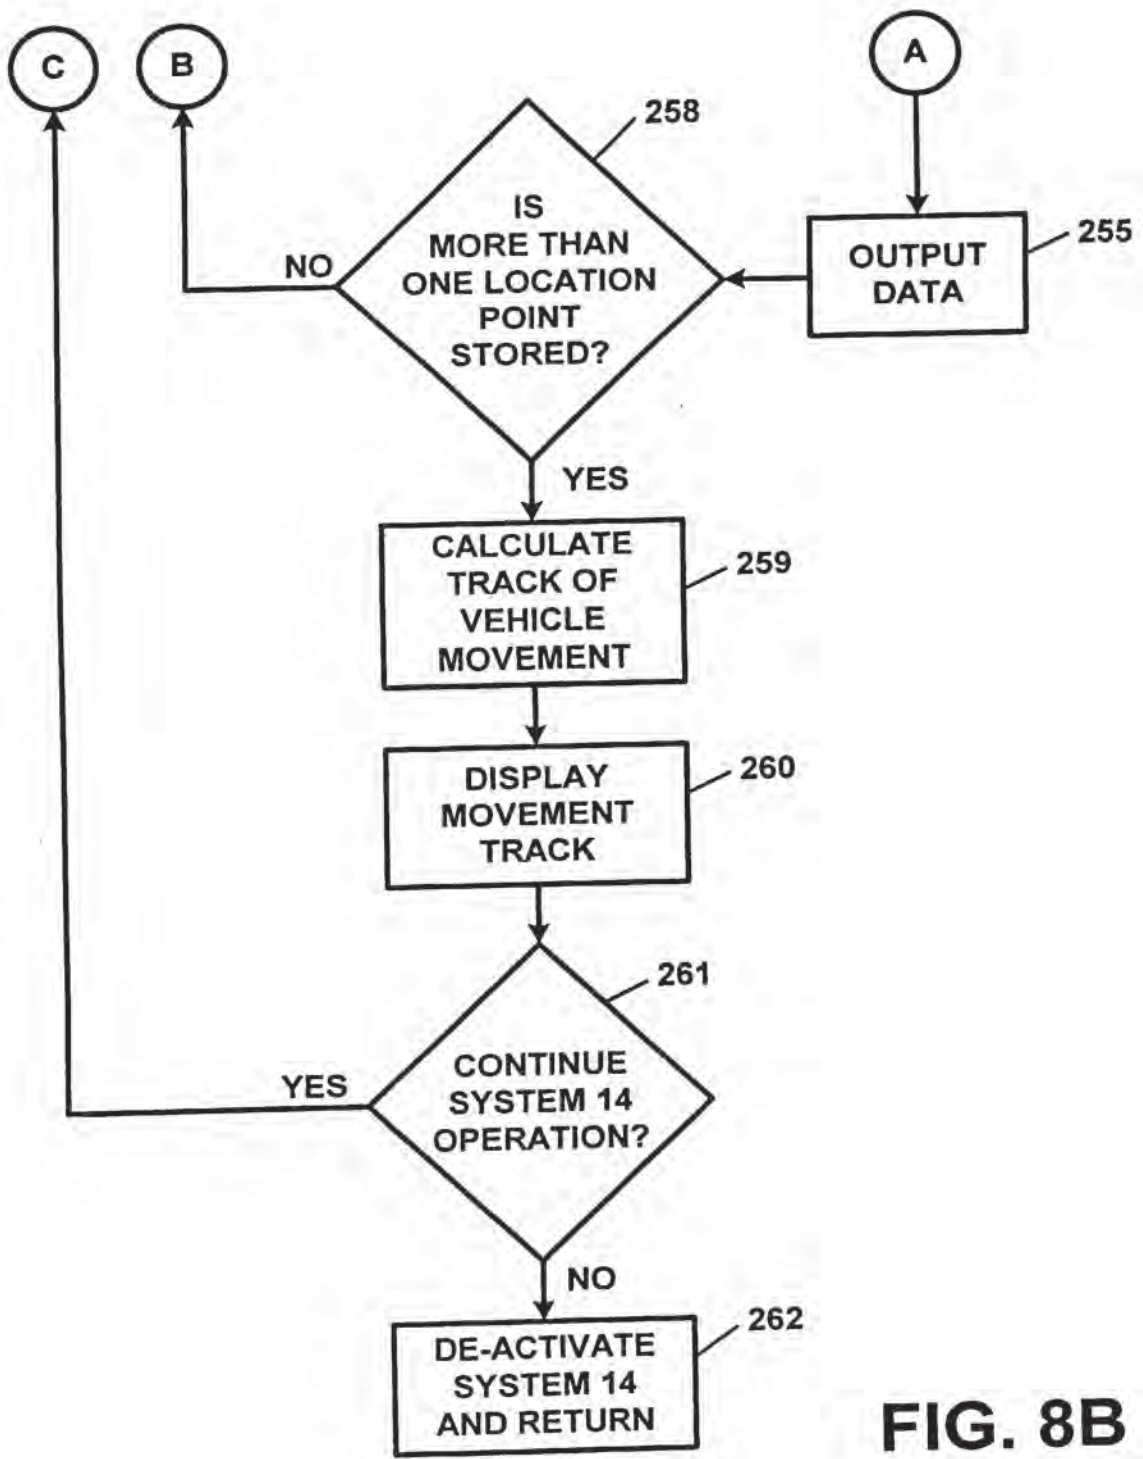 C
B
A
258
IS
MORE THAN
ONE LOCATION
POINT
STORED?
NO
OUTPUT
DATA
255
YES
CALCULATE
TRACK OF
VEHICLE
MOVEMENT
259
DISPLAY
MOVEMENT
TRACK
260
261
CONTINUE
SYSTEM 14
OPERATION?
YES
NO
DE-ACTIVATE
SYSTEM 14
AND RETURN
262
FIG. 8B